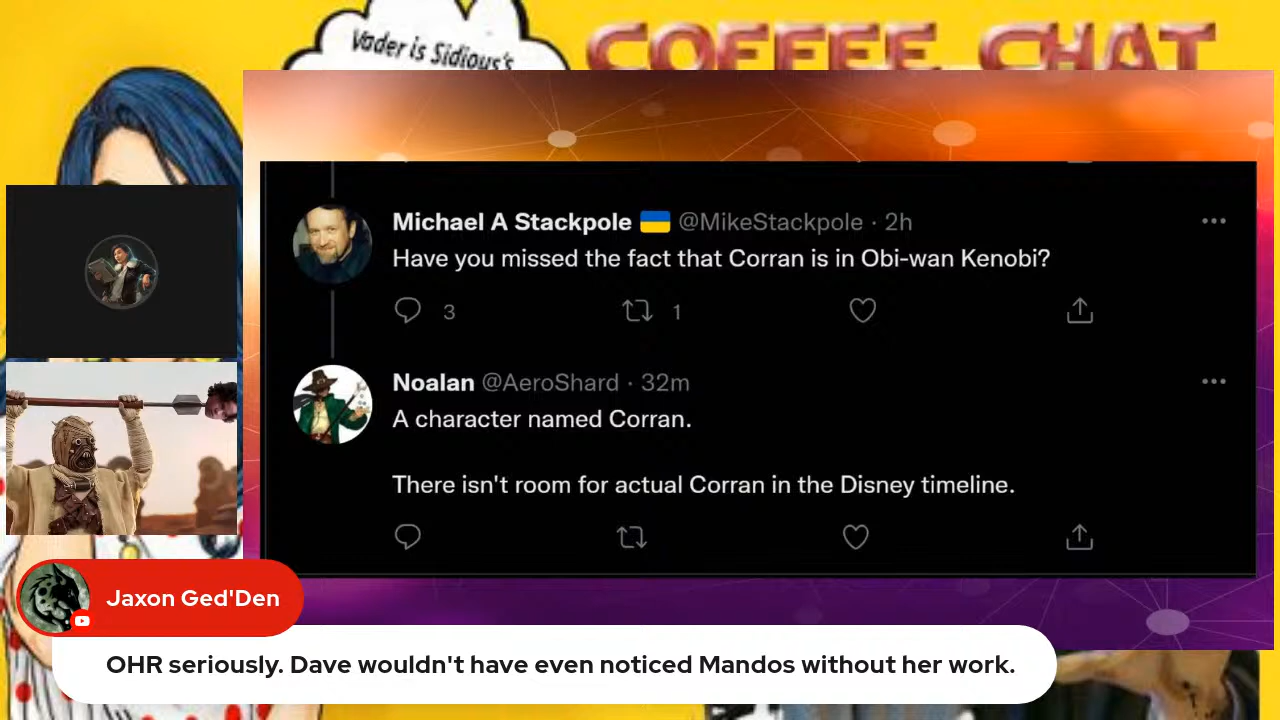 Vader is Sidious's
COFFEE CHAT
Michael A Stackpole @MikeStackpole · 2h
Have you missed the fact that Corran is in Obi-wan Kenobi?
3 1
Noalan @AeroShard · 32m
A character named Corran.
There isn't room for actual Corran in the Disney timeline.
Jaxon Ged'Den
OHR seriously. Dave wouldn't have even noticed Mandos without her work.